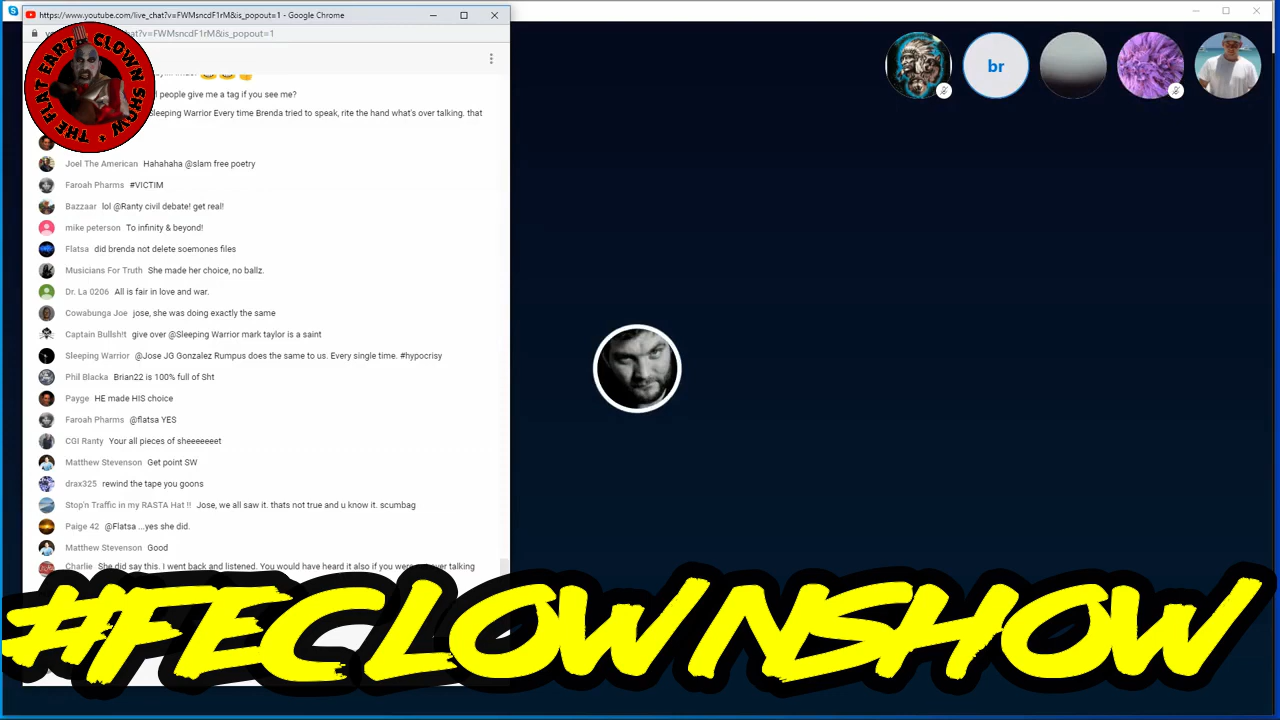 https://www.youtube.com/live_chat?v=FWMsncdF1rM&is_popout=1 - Google Chrome
chat?v=FWMsncdF1rM&is_popout=1
THE FLAT EARTH CLOWN SHOW
br
people give me a tag if you see me?
Sleeping Warrior Every time Brenda tried to speak, rite the hand what's over talking. that
Joel The American Hahahaha @slam free poetry
Faroah Pharms #VICTIM
Bazzaar lol @Ranty civil debate! get real!
mike peterson To infinity & beyond!
Flatsa did brenda not delete soemones files
Musicians For Truth She made her choice, no ballz.
Dr. La 0206 All is fair in love and war.
Cowabunga Joe jose, she was doing exactly the same
Captain Bullsh!t give over @Sleeping Warrior mark taylor is a saint
Sleeping Warrior @Jose JG Gonzalez Rumpus does the same to us. Every single time. #hypocrisy
Phil Blacka Brian22 is 100% full of Sht
Payge HE made HIS choice
Faroah Pharms @flatsa YES
CGI Ranty Your all pieces of sheeeeeeet
Matthew Stevenson Get point SW
drax325 rewind the tape you goons
Stop'n Traffic in my RASTA Hat !! Jose, we all saw it. thats not true and u know it. scumbag
Paige 42 @Flatsa ...yes she did.
Matthew Stevenson Good
Charlie She did say this. I went back and listened. You would have heard it also if you were over talking
#FECLOWNSHOW